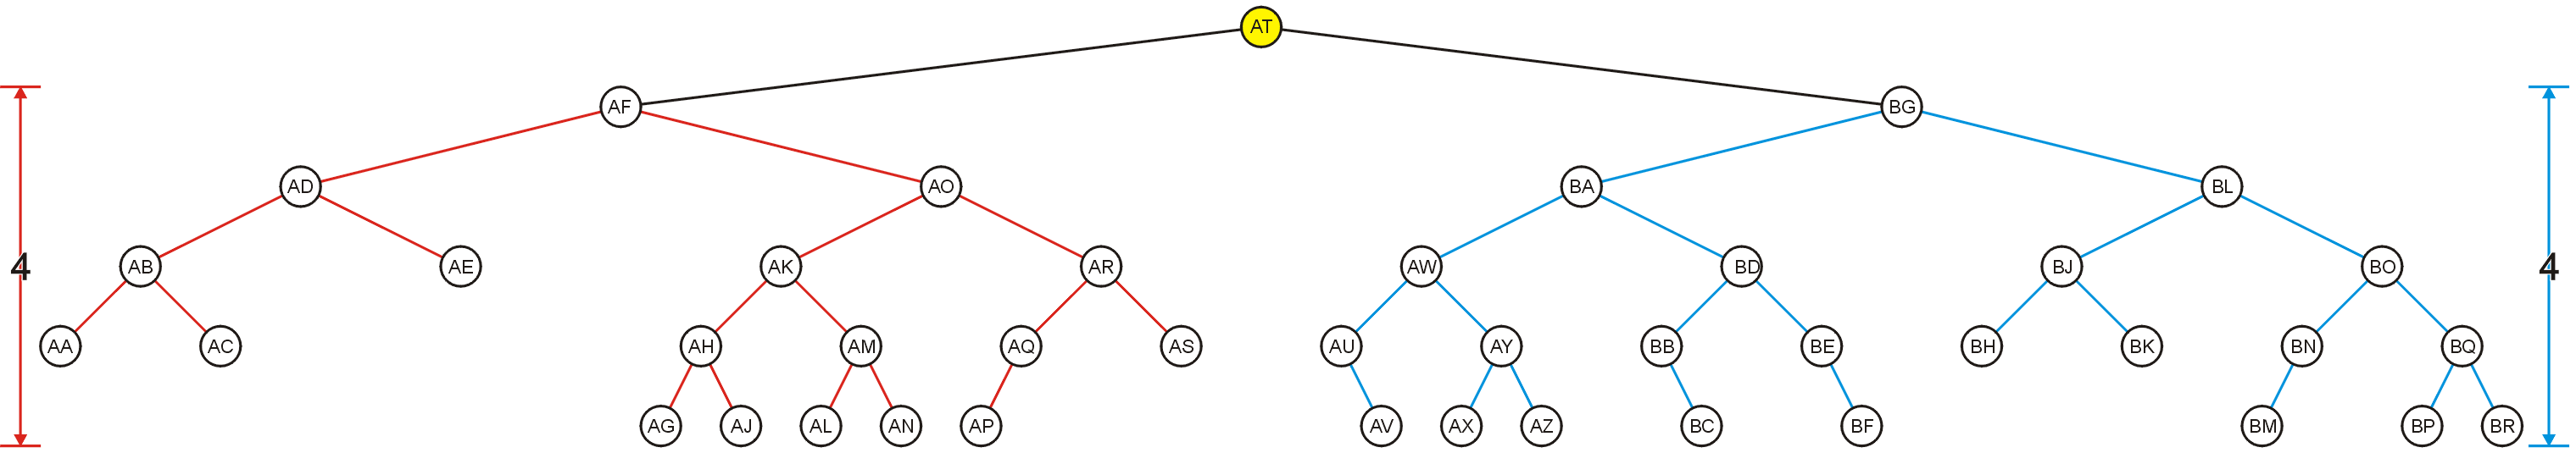 AT
AF BG
AD AO BA BL
4 AB AE AK AR AW BD BJ BO 4
AA AC AH AM AQ AS AU AY BB BE BH BK BN BQ
AG AJ AL AN AP AV AX AZ BC BF BM BP BR